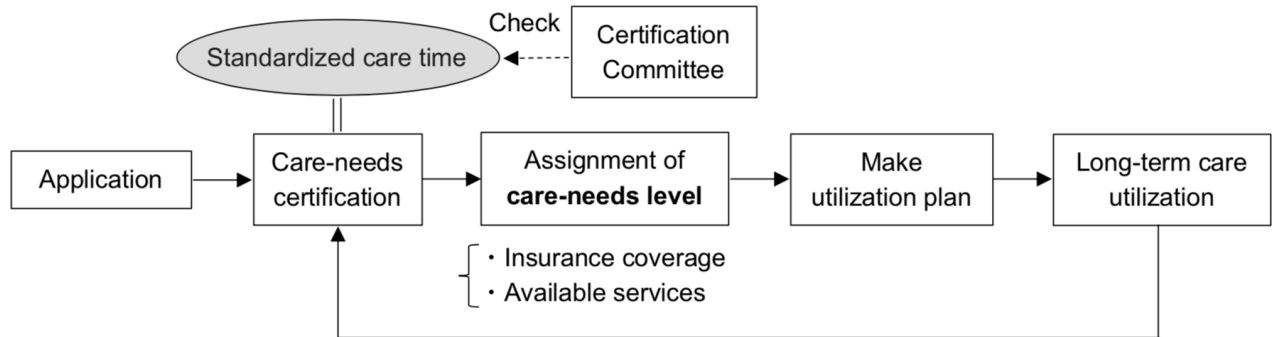 Check
Standardized care time
Certification
Committee
Application
Care-needs
certification
Assignment of
care-needs level
Make
utilization plan
Long-term care
utilization
・Insurance coverage
・Available services